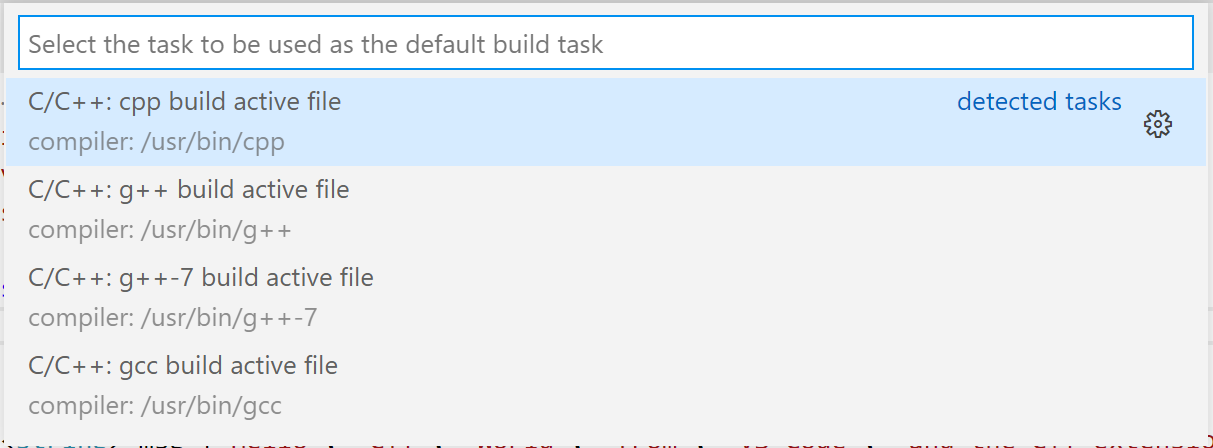 Select the task to be used as the default build task
C/C++: cpp build active file detected tasks
compiler: /usr/bin/cpp
C/C++: g++ build active file
compiler: /usr/bin/g++
C/C++: g++-7 build active file
compiler: /usr/bin/g++-7
C/C++: gcc build active file
compiler: /usr/bin/gcc